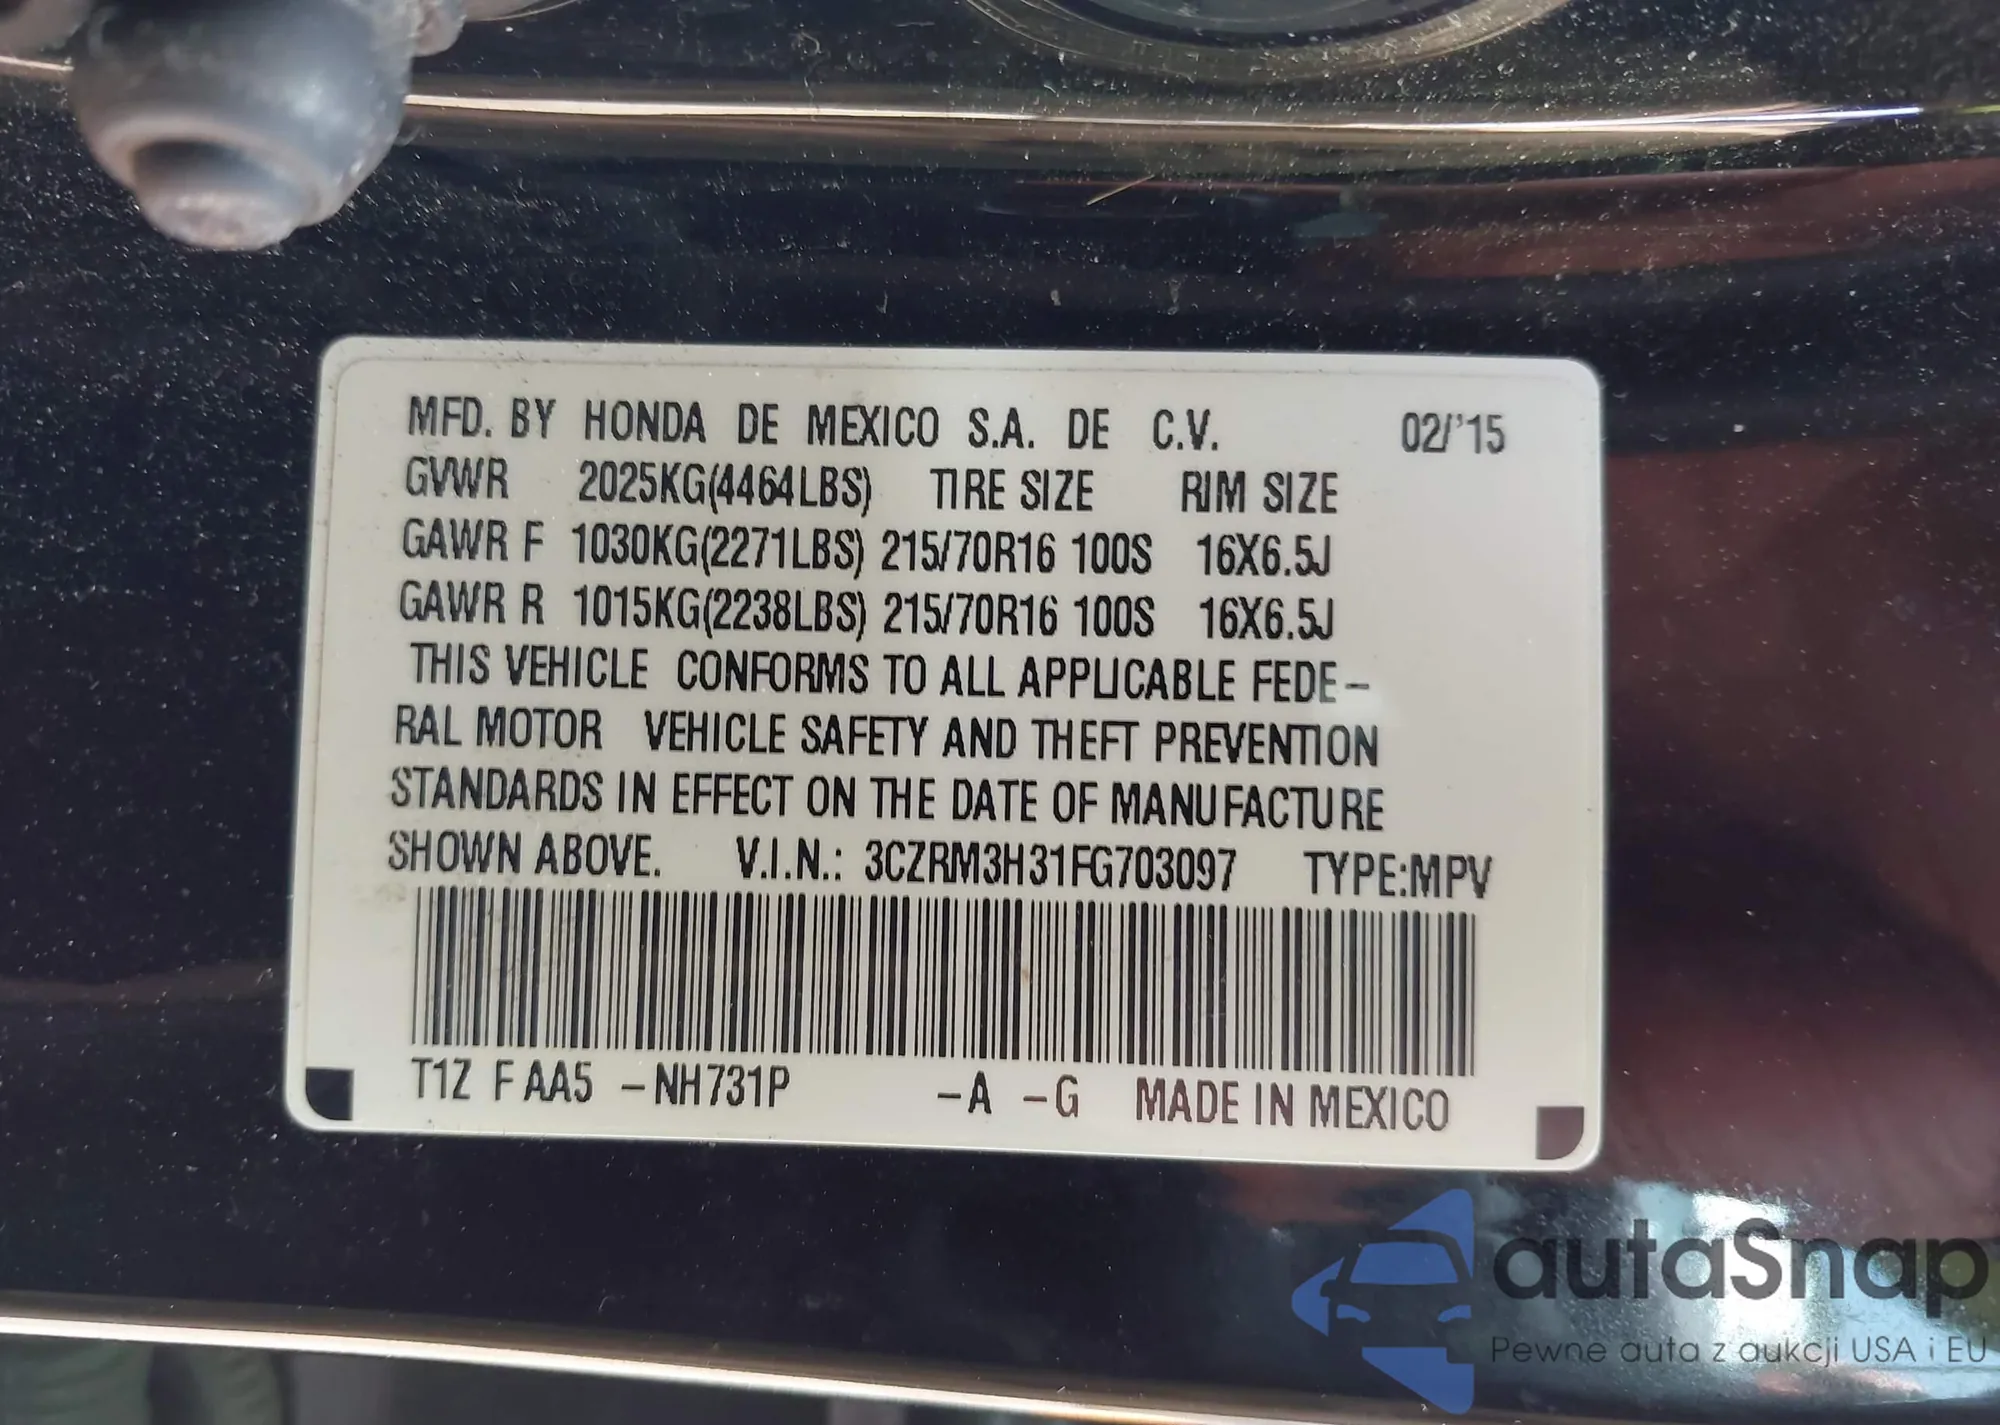 MFD. BY HONDA DE MEXICO S.A. DE C.V. 02/'15
GVWR 2025KG(4464LBS) TIRE SIZE RIM SIZE
GAWR F 1030KG(2271LBS) 215/70R16 100S 16X6.5J
GAWR R 1015KG(2238LBS) 215/70R16 100S 16X6.5J
THIS VEHICLE CONFORMS TO ALL APPLICABLE FEDE-
RAL MOTOR VEHICLE SAFETY AND THEFT PREVENTION
STANDARDS IN EFFECT ON THE DATE OF MANUFACTURE
SHOWN ABOVE. V.I.N.: 3CZRM3H31FG703097 TYPE:MPV
T1Z F AA5 -NH731P -A -G MADE IN MEXICO
autaSnap
Pewne auta z aukcji USA i EU